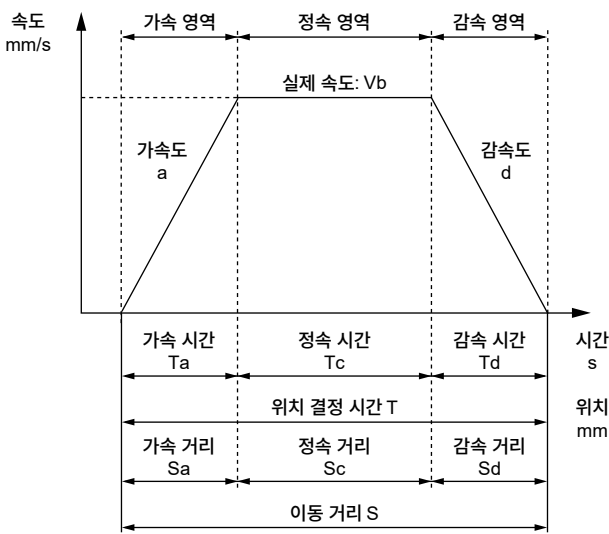 속도
mm/s
가속 영역
정속 영역
감속 영역
실제 속도: Vb
가속도
a
감속도
d
가속 시간
Ta
정속 시간
Tc
감속 시간
Td
시간
s
위치 결정 시간 T
위치
mm
가속 거리
Sa
정속 거리
Sc
감속 거리
Sd
이동 거리 S